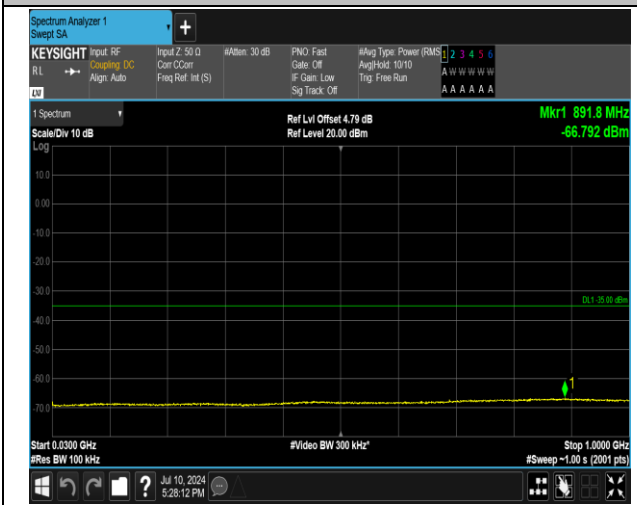 Spectrum Analyzer 1
Swept SA
+
KEYSIGHT Input: RF Input Z: 50 Ω #Atten: 30 dB PNO: Fast #Avg Type: Power (RMS 1 2 3 4 5 6
RL Coupling: DC Corr CCorr Gate: Off Avg|Hold: 10/10 A W W W W W
Align: Auto Freq Ref: Int (S) IF Gain: Low Trig: Free Run
LXI Sig Track: Off A A A A A A
1 Spectrum Ref Lvl Offset 4.79 dB Mkr1 891.8 MHz
Scale/Div 10 dB Ref Level 20.00 dBm -66.792 dBm
Log
10.0
0.00
-10.0
-20.0
-30.0
DL1 -35.00 dBm
-40.0
-50.0
-60.0
1
-70.0
Start 0.0300 GHz #Video BW 300 kHz* Stop 1.0000 GHz
#Res BW 100 kHz #Sweep ~1.00 s (2001 pts)
? Jul 10, 2024
5:28:12 PM